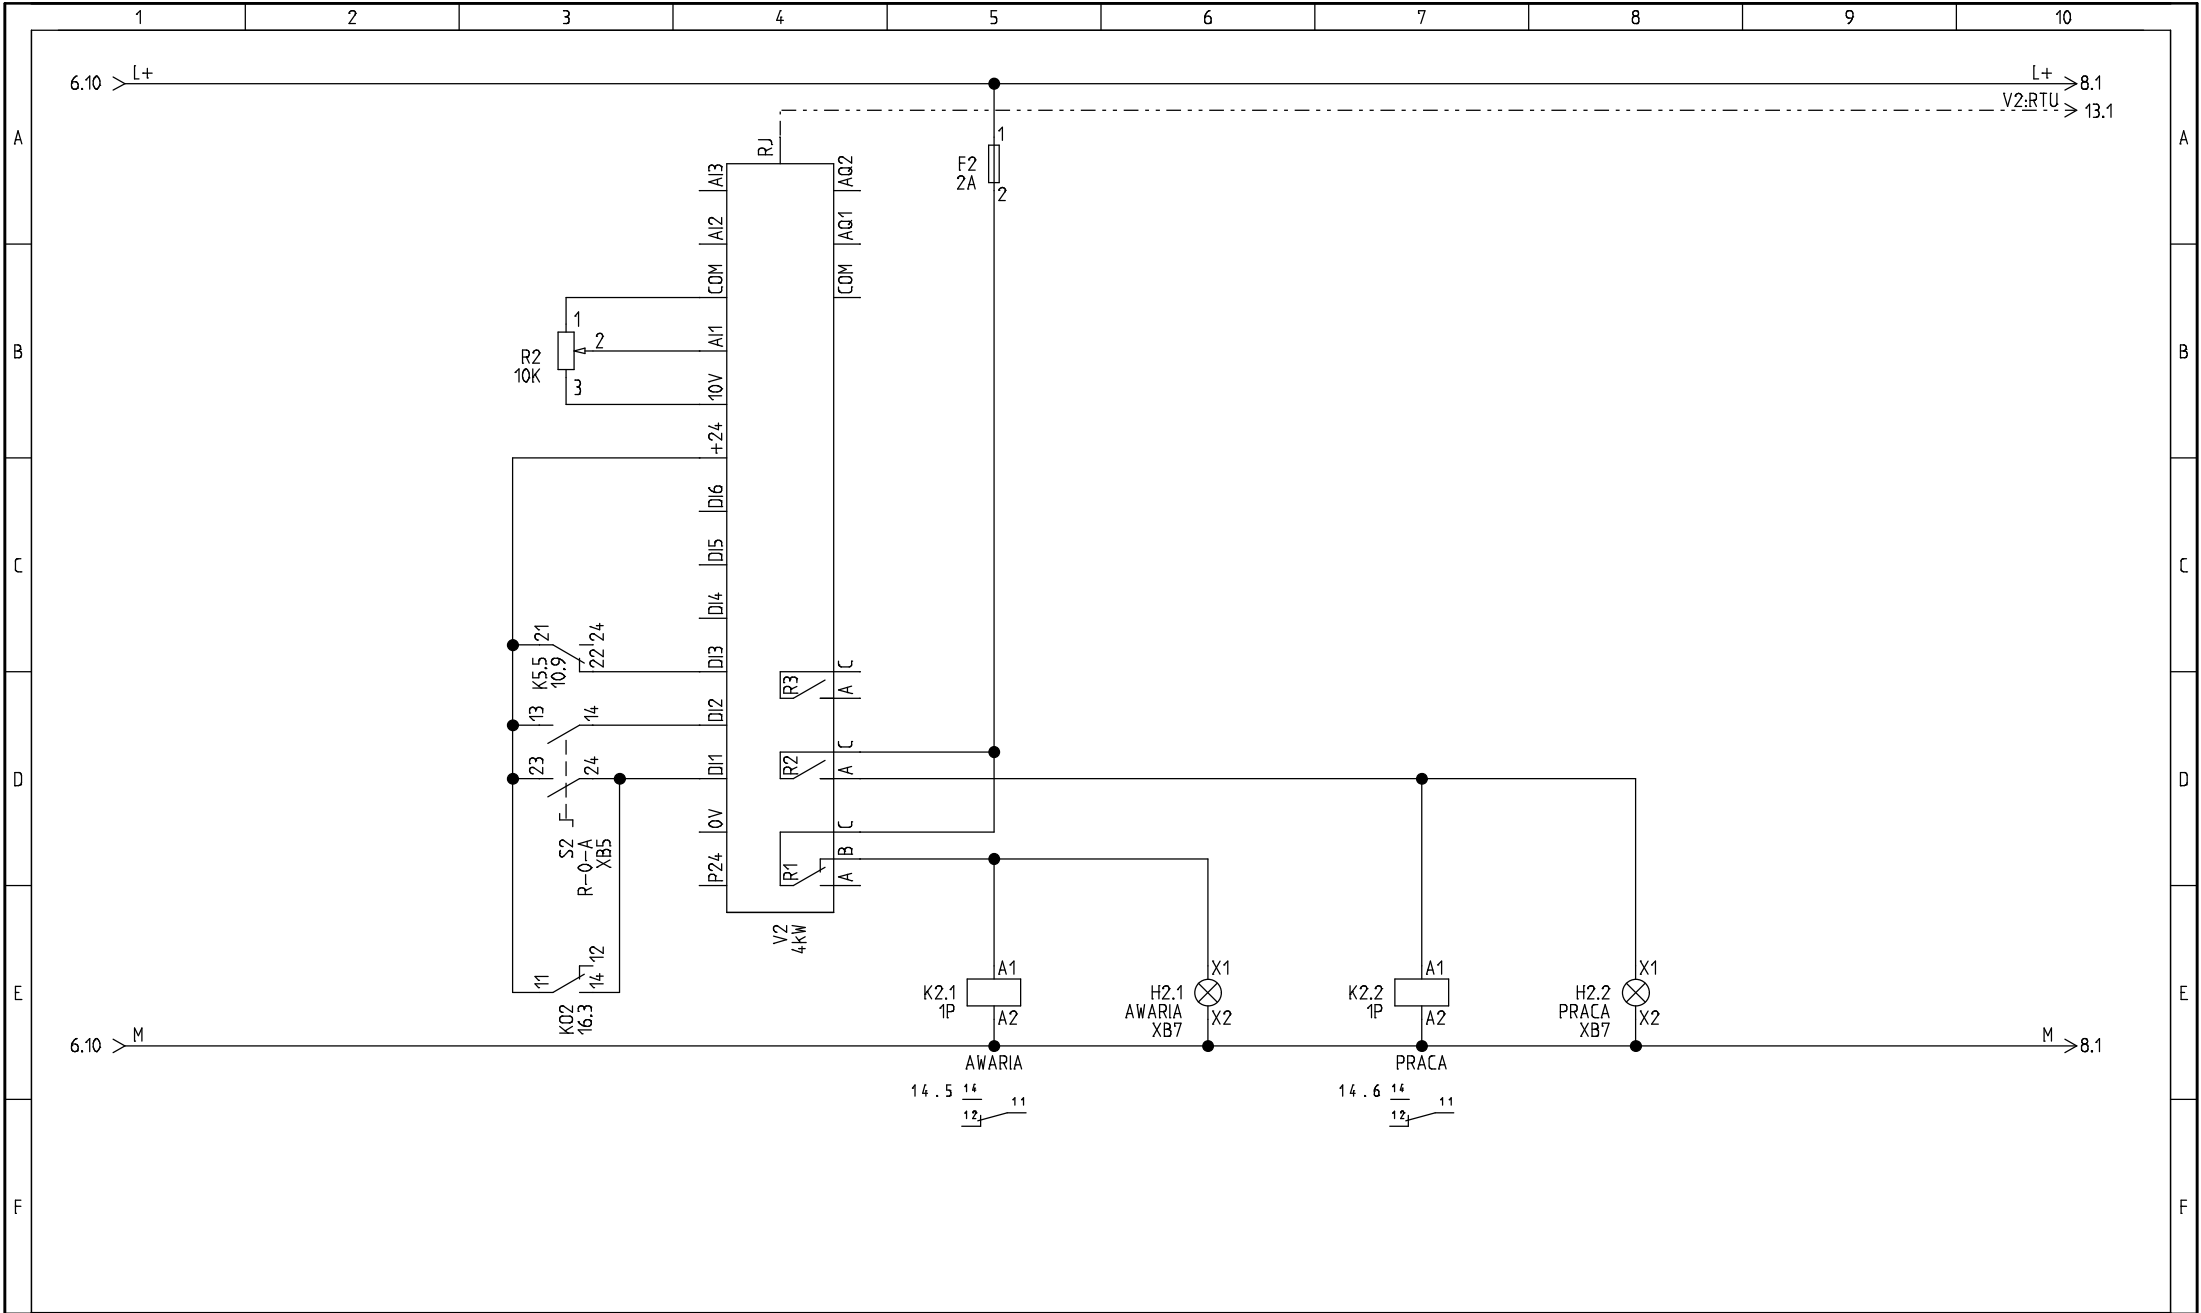 1 2 3 4 5 6 7 8 9 10
6.10 L+ L+ 8.1
V2:RTU 13.1
A A
RJ
1
F2
2A
2
AI3 AQ2
AI2 AQ1
COM COM
B B
1
AI1
2
R2
10K
3
10V
+24
DI6
C C
DI5
DI4
21 24
22
K5.5
10.9
DI3 C
R3 A
13 14 DI2
C
D D
23 24 DI1 R2 A
0V C
S2
R-0-A
XB5
B
P24 R1 A
V2
4kW
E E
11 12
14
K02
16.3
A1 X1 A1 X1
K2.1 H2.1 K2.2 H2.2
1P AWARIA 1P PRACA
XB7 XB7
A2 X2 A2 X2
6.10 M M 8.1
AWARIA PRACA
14.5 14 14.6 14
12 11 12 11
F F